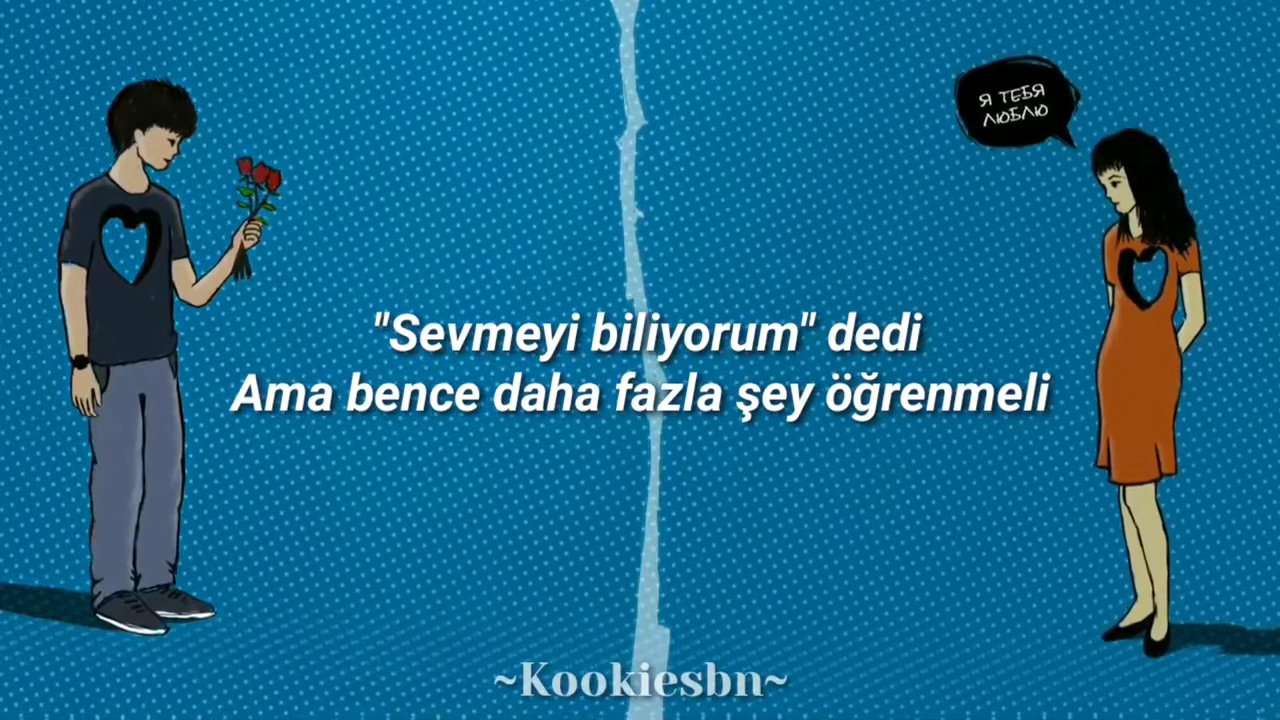 Я ТЕБЯ
ЛЮБЛЮ
"Sevmeyi biliyorum" dedi
Ama bence daha fazla şey öğrenmeli
~Kookiesbn~